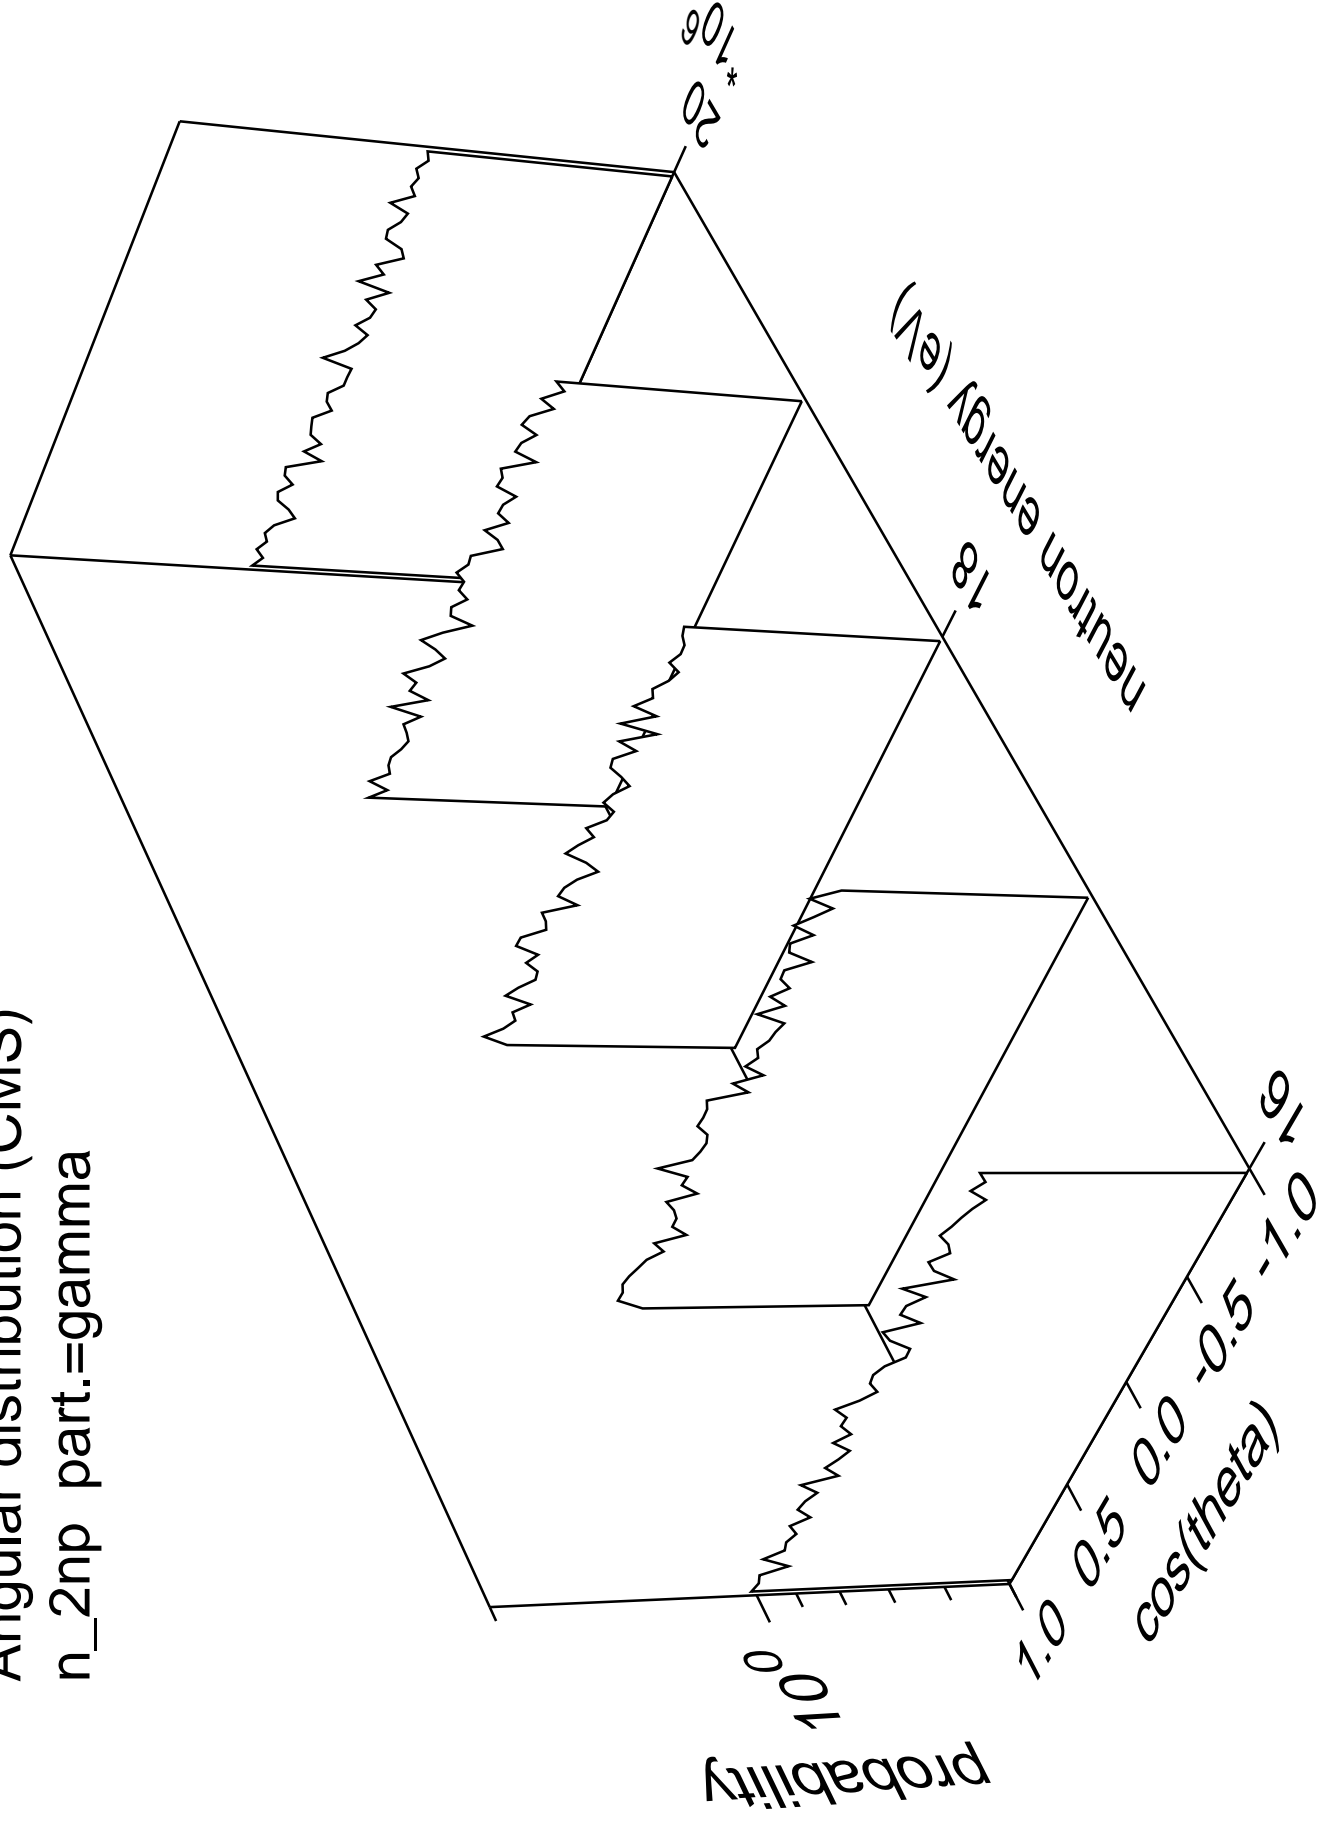 Angular distribution (CMS)
n_2np part.=gamma
probability
10^0
1.0 0.5 0.0 -0.5 -1.0
cos(theta)
16 18 20
*10^6
neutron energy (eV)